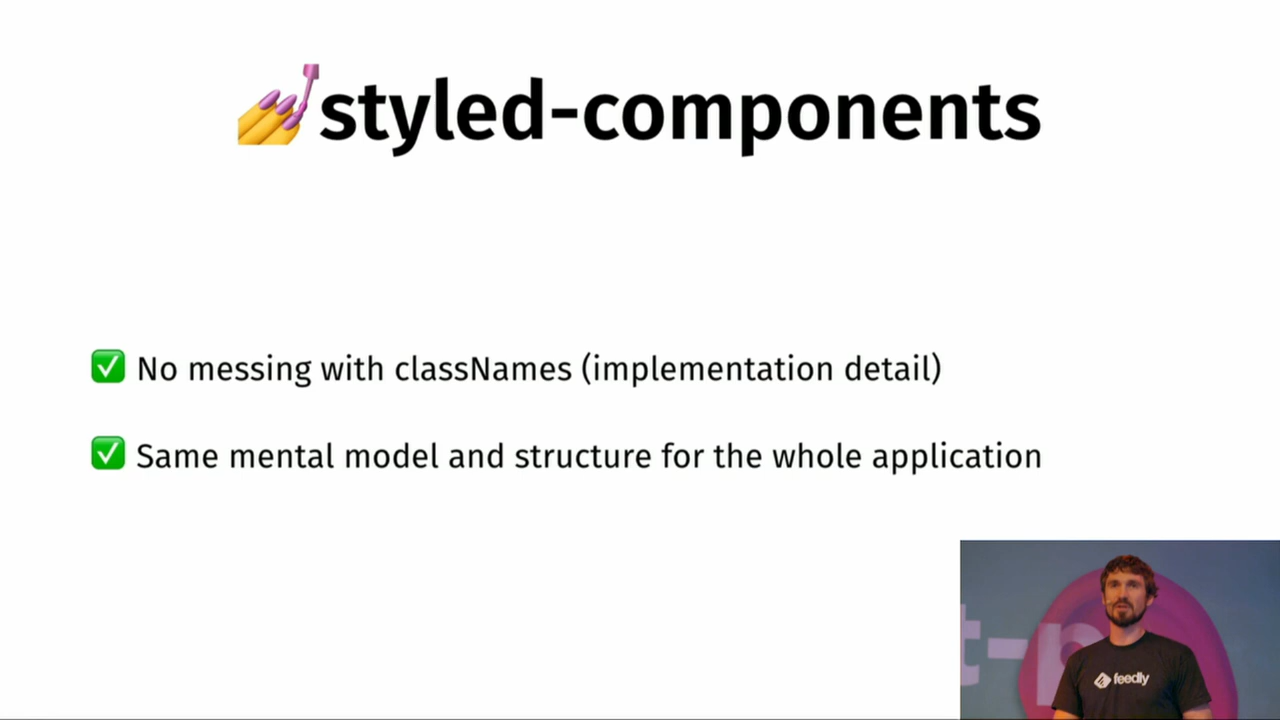 💅styled-components
✅ No messing with classNames (implementation detail)
✅ Same mental model and structure for the whole application
feedly